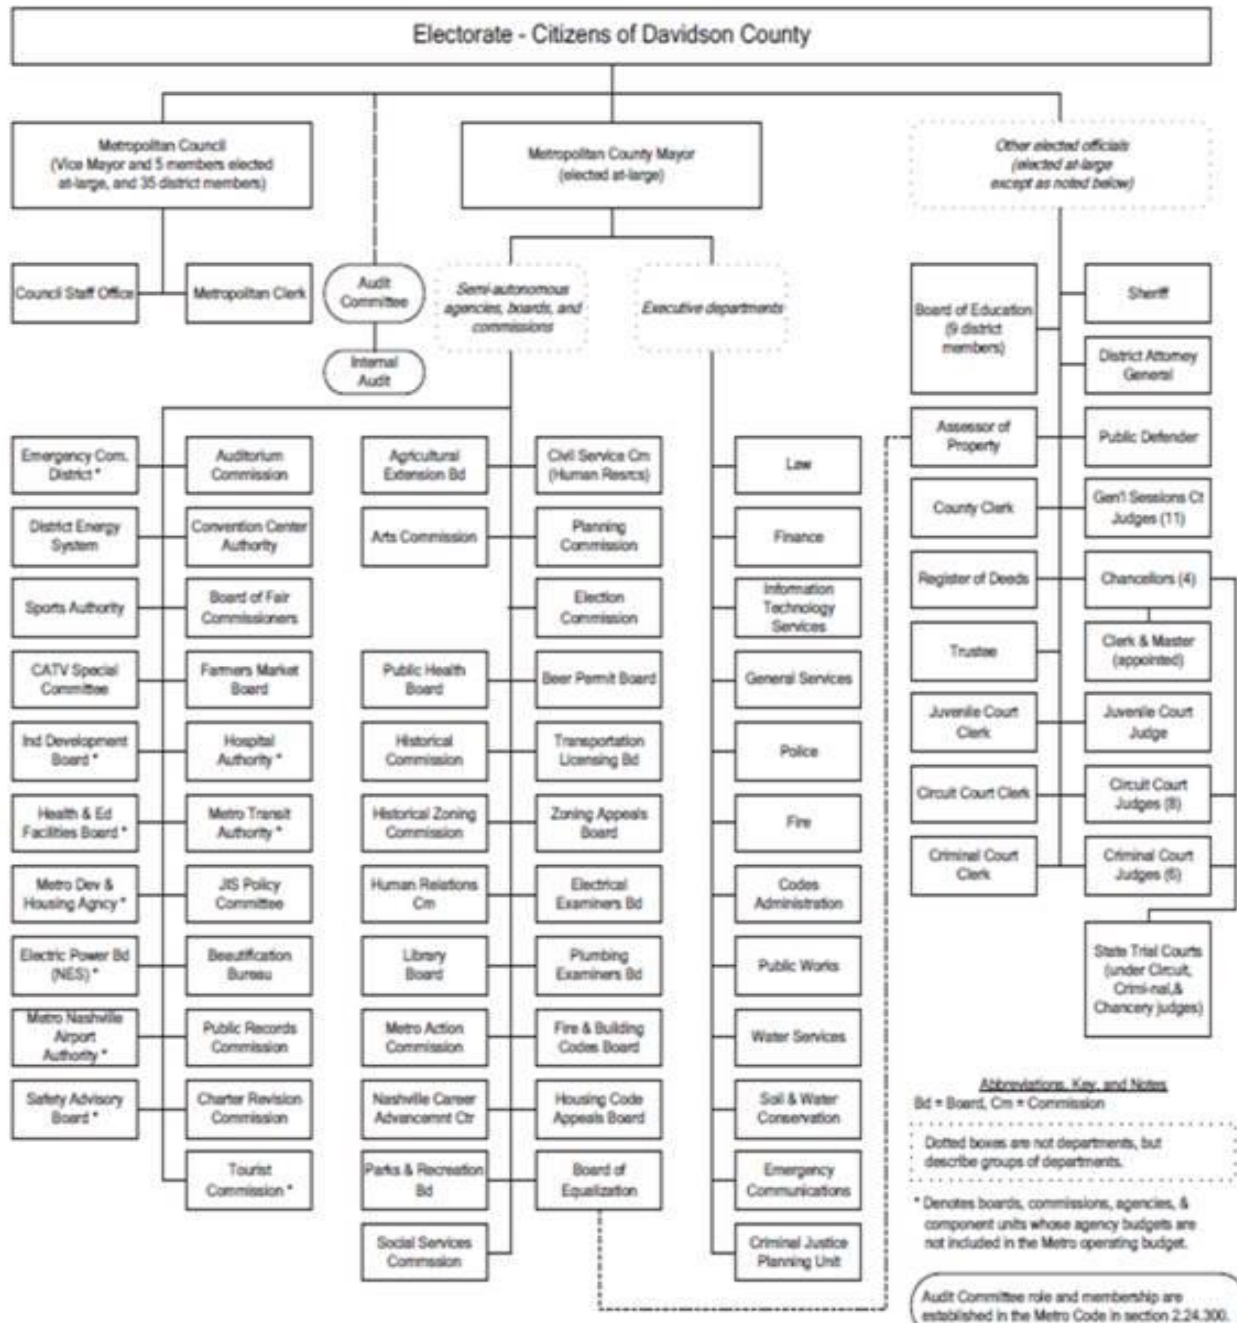 Electorate - Citizens of Davidson County
Metropolitan Council
(Vice Mayor and 5 members elected
at-large, and 35 district members)
Metropolitan County Mayor
(elected at-large)
Other elected officials
(elected at-large
except as noted below)
Council Staff Office
Metropolitan Clerk
Audit
Committee
Internal
Audit
Semi-autonomous
agencies, boards, and
commissions
Executive departments
Board of Education
(9 district
members)
Sheriff
District Attorney
General
Assessor of
Property
Public Defender
County Clerk
Gen'l Sessions Ct
Judges (11)
Register of Deeds
Chancellors (4)
Trustee
Clerk & Master
(appointed)
Juvenile Court
Clerk
Juvenile Court
Judge
Circuit Court Clerk
Circuit Court
Judges (8)
Criminal Court
Clerk
Criminal Court
Judges (6)
State Trial Courts
(under Circuit,
Crimi-nal,&
Chancery judges)
Emergency Com.
District *
Auditorium
Commission
District Energy
System
Convention Center
Authority
Sports Authority
Board of Fair
Commissioners
CATV Special
Committee
Farmers Market
Board
Ind Development
Board *
Hospital
Authority *
Health & Ed
Facilities Board *
Metro Transit
Authority *
Metro Dev &
Housing Agncy *
JIS Policy
Committee
Electric Power Bd
(NES) *
Beautification
Bureau
Metro Nashville
Airport
Authority *
Public Records
Commission
Safety Advisory
Board *
Charter Revision
Commission
Tourist
Commission *
Agricultural
Extension Bd
Civil Service Cm
(Human Resrcs)
Arts Commission
Planning
Commission
Election
Commission
Public Health
Board
Beer Permit Board
Historical
Commission
Transportation
Licensing Bd
Historical Zoning
Commission
Zoning Appeals
Board
Human Relations
Cm
Electrical
Examiners Bd
Library
Board
Plumbing
Examiners Bd
Metro Action
Commission
Fire & Building
Codes Board
Nashville Career
Advancemnt Ctr
Housing Code
Appeals Board
Parks & Recreation
Bd
Board of
Equalization
Social Services
Commssion
Law
Finance
Information
Technology
Services
General Services
Police
Fire
Codes
Administration
Public Works
Water Services
Soil & Water
Conservation
Emergency
Communications
Criminal Justice
Planning Unit
Abbreviations, Key, and Notes
Bd = Board, Cm = Commission
Dotted boxes are not departments, but
describe groups of departments.
* Denotes boards, commissions, agencies, &
component units whose agency budgets are
not included in the Metro operating budget.
Audit Committee role and membership are
established in the Metro Code in section 2.24.300.